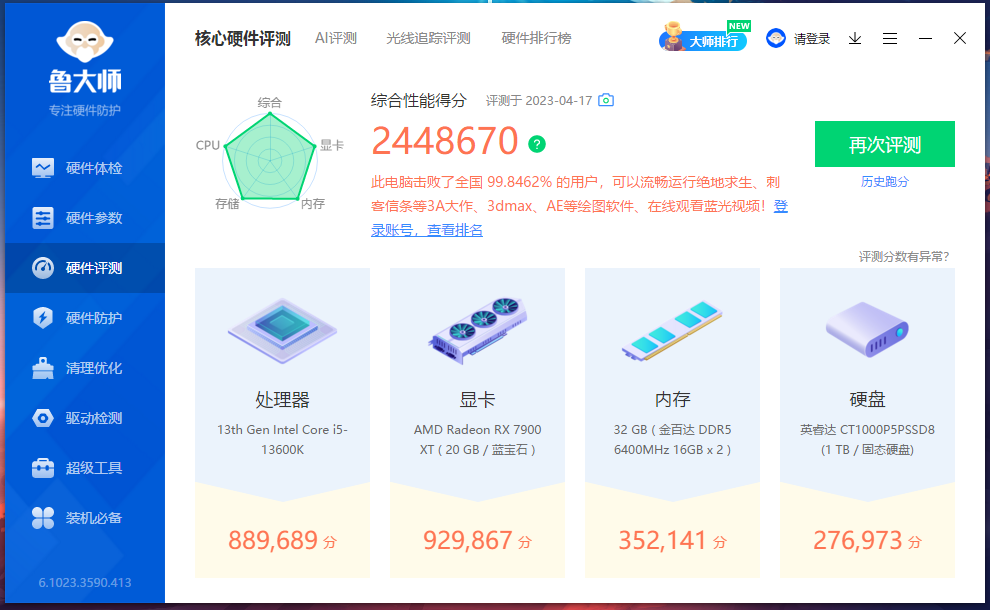 鲁大师
专注硬件防护
硬件体检
硬件参数
硬件评测
硬件防护
清理优化
驱动检测
超级工具
装机必备
6.1023.3590.413
核心硬件评测 AI评测 光线追踪评测 硬件排行榜
大师排行 NEW 请登录
综合
CPU 显卡
存储 内存
综合性能得分 评测于 2023-04-17
2448670 ?
此电脑击败了全国 99.8462% 的用户，可以流畅运行绝地求生、刺
客信条等3A大作、3dmax、AE等绘图软件、在线观看蓝光视频！登
录账号，查看排名
再次评测
历史跑分
评测分数有异常?
处理器
13th Gen Intel Core i5-
13600K
889,689 分
显卡
AMD Radeon RX 7900
XT ( 20 GB / 蓝宝石 )
929,867 分
内存
32 GB ( 金百达 DDR5
6400MHz 16GB x 2 )
352,141 分
硬盘
英睿达 CT1000P5PSSD8
(1 TB / 固态硬盘)
276,973 分